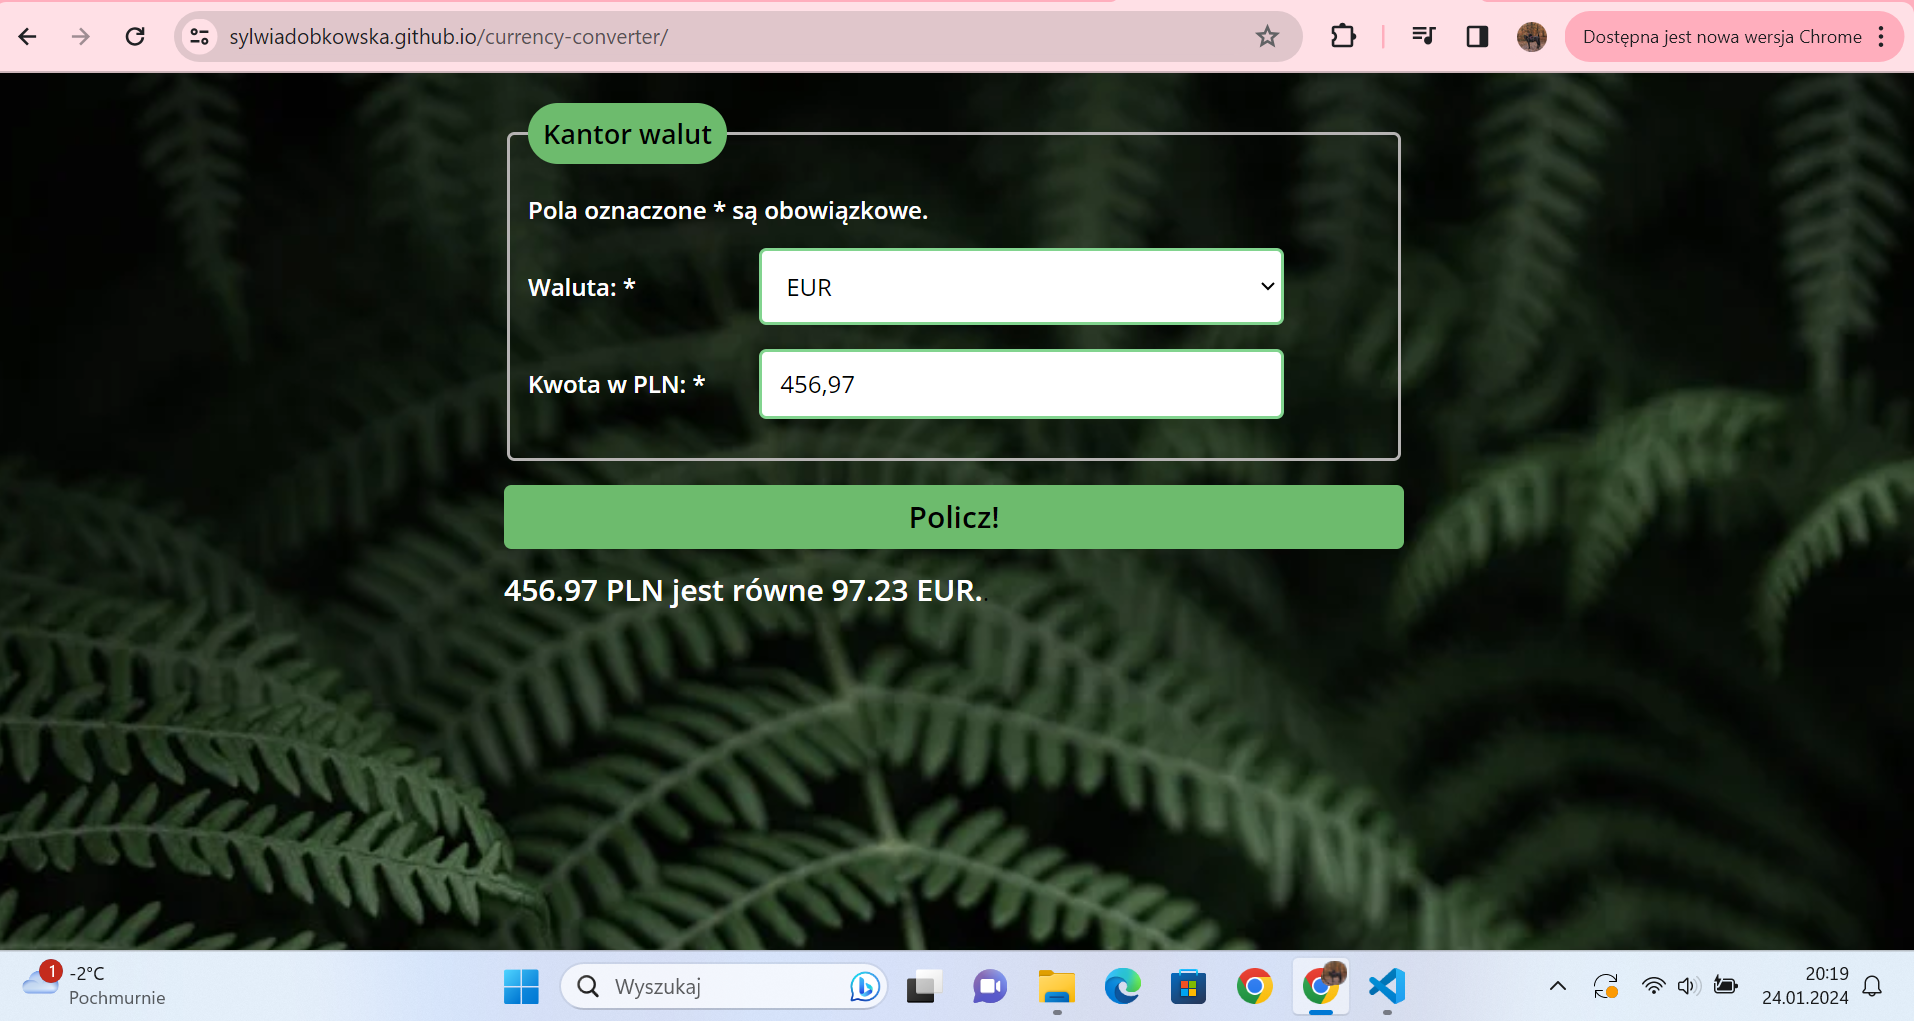 sylwiadobkowska.github.io/currency-converter/
Dostępna jest nowa wersja Chrome
Kantor walut
Pola oznaczone * są obowiązkowe.
Waluta: *
EUR
Kwota w PLN: *
456,97
Policz!
456.97 PLN jest równe 97.23 EUR..
1
-2°C
Pochmurnie
Wyszukaj
20:19
24.01.2024